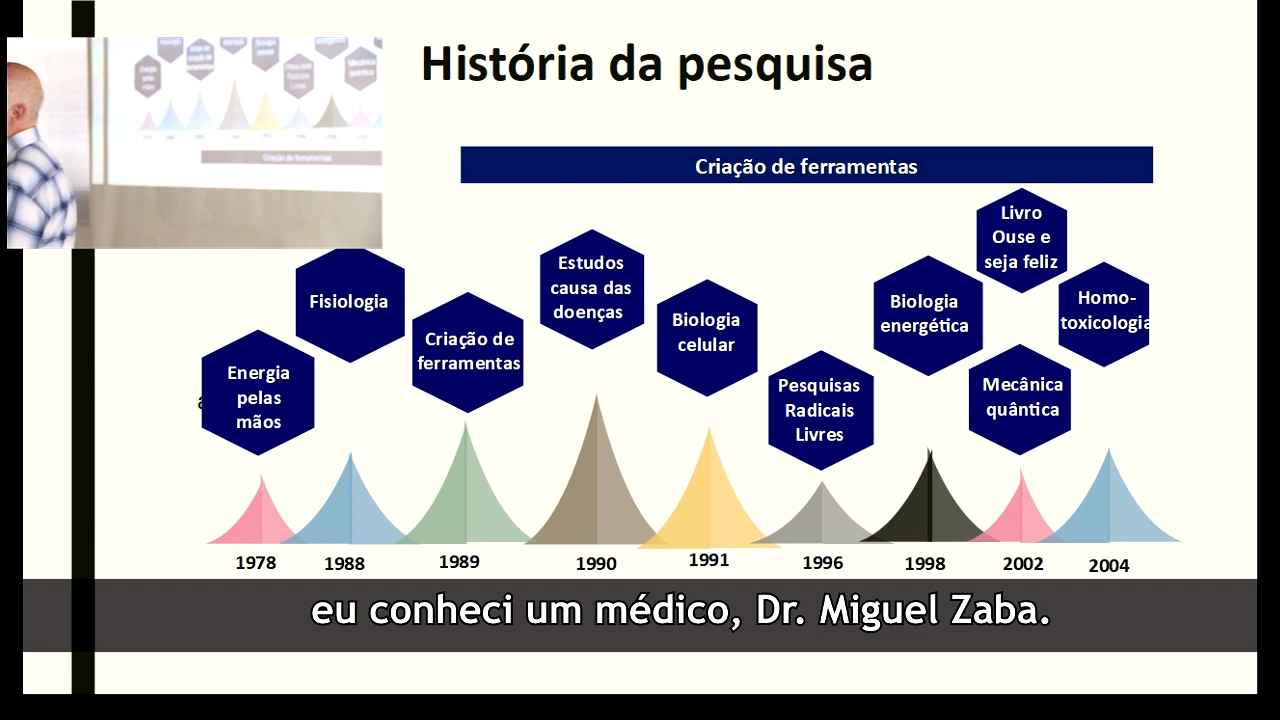 História da pesquisa
Criação de ferramentas
Livro
Ouse e
seja feliz
Estudos
causa das
doenças
Fisiologia
Biologia
energética
Homo-
toxicologia
Biologia
celular
Criação de
ferramentas
Energia
pelas
mãos
Pesquisas
Radicais
Livres
Mecânica
quântica
1978
1988
1989
1990
1991
1996
1998
2002
2004
eu conheci um médico, Dr. Miguel Zaba.